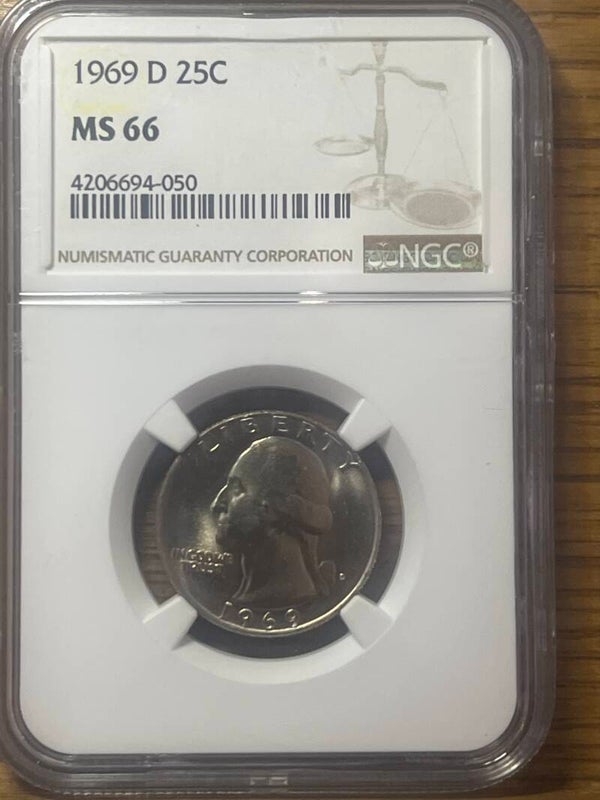 1969 D 25C
MS 66
4206694-050
NUMISMATIC GUARANTY CORPORATION
NGC®
LIBERTY
IN GOD WE
TRUST
D
1969